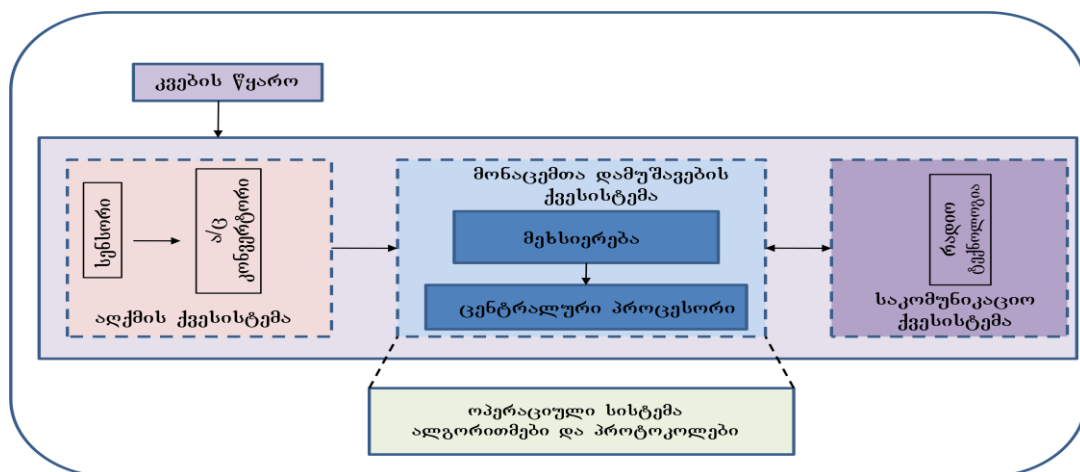 კვების წყარო
სენსორი
ა/ც
კონვერტორი
აღქმის ქვესისტემა
მონაცემთა დამუშავების
ქვესისტემა
მეხსიერება
ცენტრალური პროცესორი
რადიო
ტექნოლოგია
საკომუნიკაციო
ქვესისტემა
ოპერაციული სისტემა
ალგორითმები და პროტოკოლები